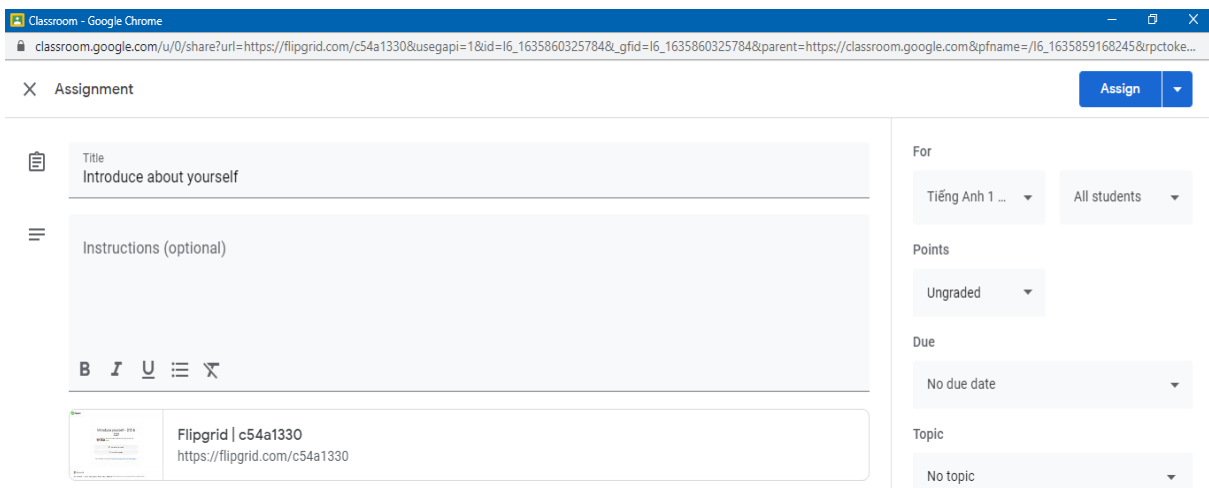 Classroom - Google Chrome
classroom.google.com/u/0/share?url=https://flipgrid.com/c54a1330&usegapi=1&id=I6_1635860325784&_gfid=I6_1635860325784&parent=https://classroom.google.com&pfname=/I6_1635859168245&rpctoke...
Assignment
Assign
Title
Introduce about yourself
Instructions (optional)
B I U
Flipgrid | c54a1330
https://flipgrid.com/c54a1330
For
Tiếng Anh 1 ...
All students
Points
Ungraded
Due
No due date
Topic
No topic